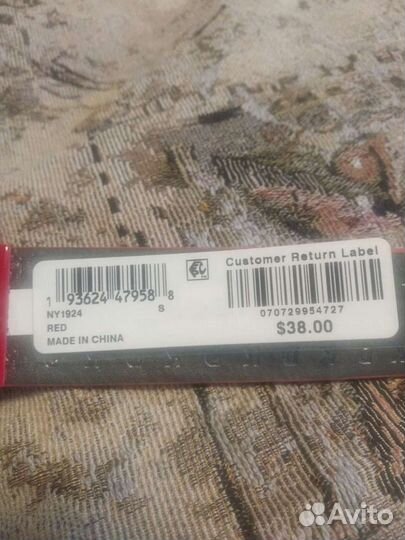 Customer Return Label
1 93624 47958 8
NY1924 S
RED
MADE IN CHINA
070729954727
$38.00
Avito